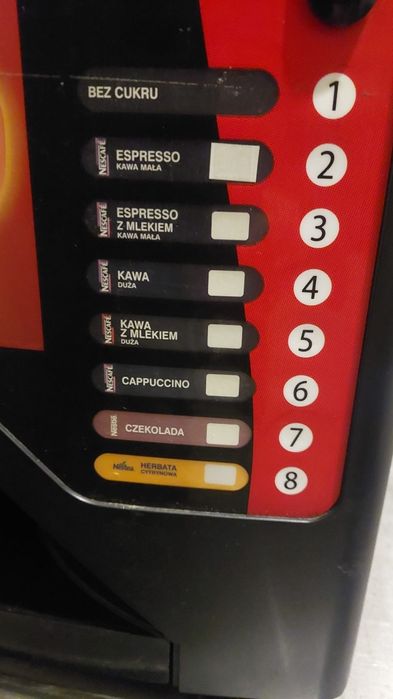 BEZ CUKRU 1
NESCAFÉ ESPRESSO 2
KAWA MAŁA
NESCAFÉ ESPRESSO 3
Z MLEKIEM
KAWA MAŁA
NESCAFÉ KAWA 4
DUŻA
NESCAFÉ KAWA 5
Z MLEKIEM
DUŻA
NESCAFÉ CAPPUCCINO 6
Nestlé CZEKOLADA 7
Nestea HERBATA 8
CYTRYNOWA